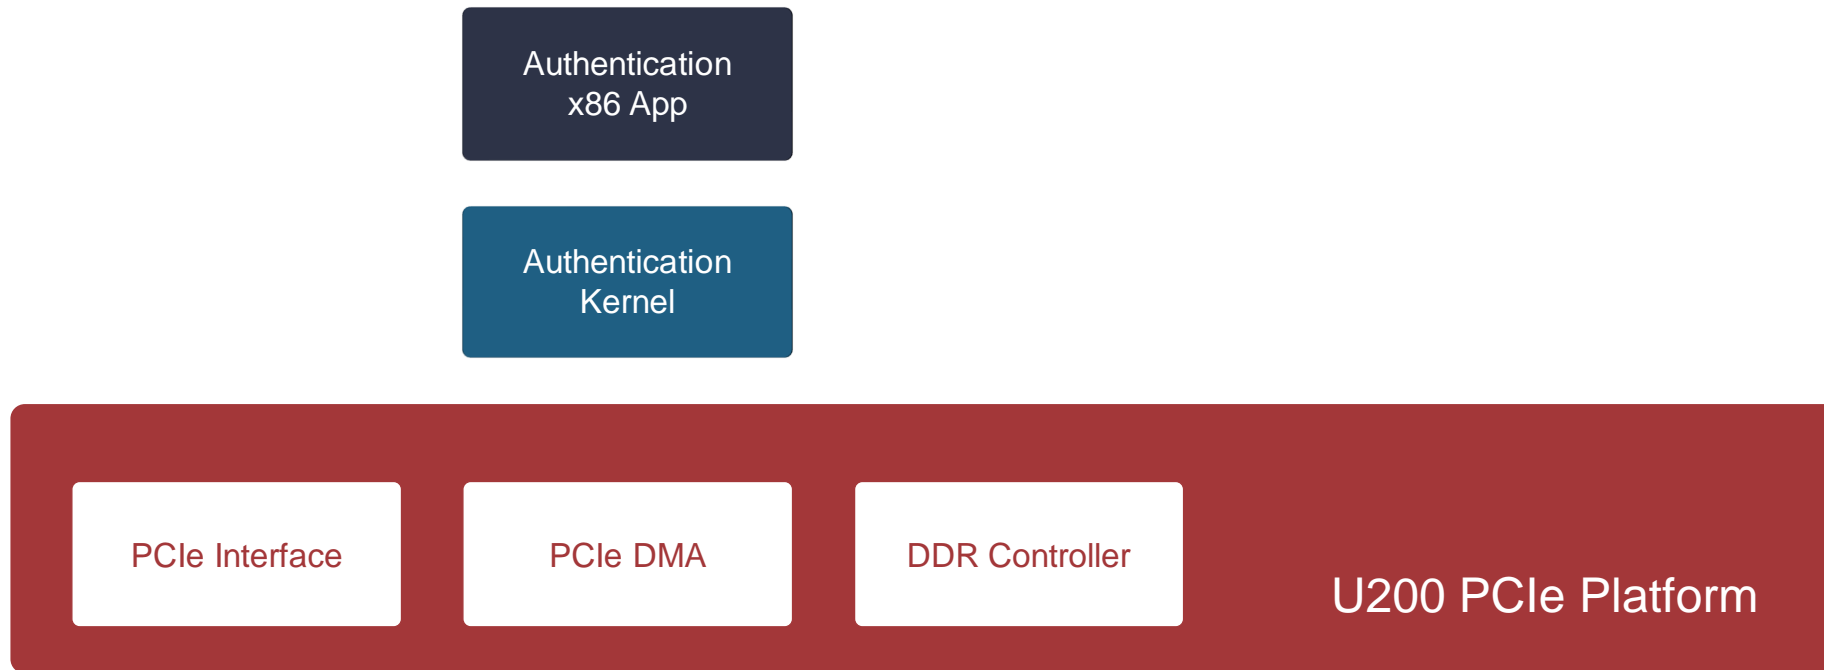 Authentication
x86 App
Authentication
Kernel
PCIe Interface
PCIe DMA
DDR Controller
U200 PCIe Platform